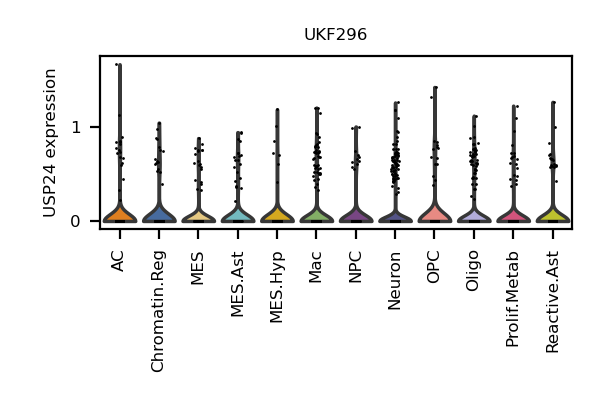 UKF296
USP24 expression
1
0
AC
Chromatin.Reg
MES
MES.Ast
MES.Hyp
Mac
NPC
Neuron
OPC
Oligo
Prolif.Metab
Reactive.Ast